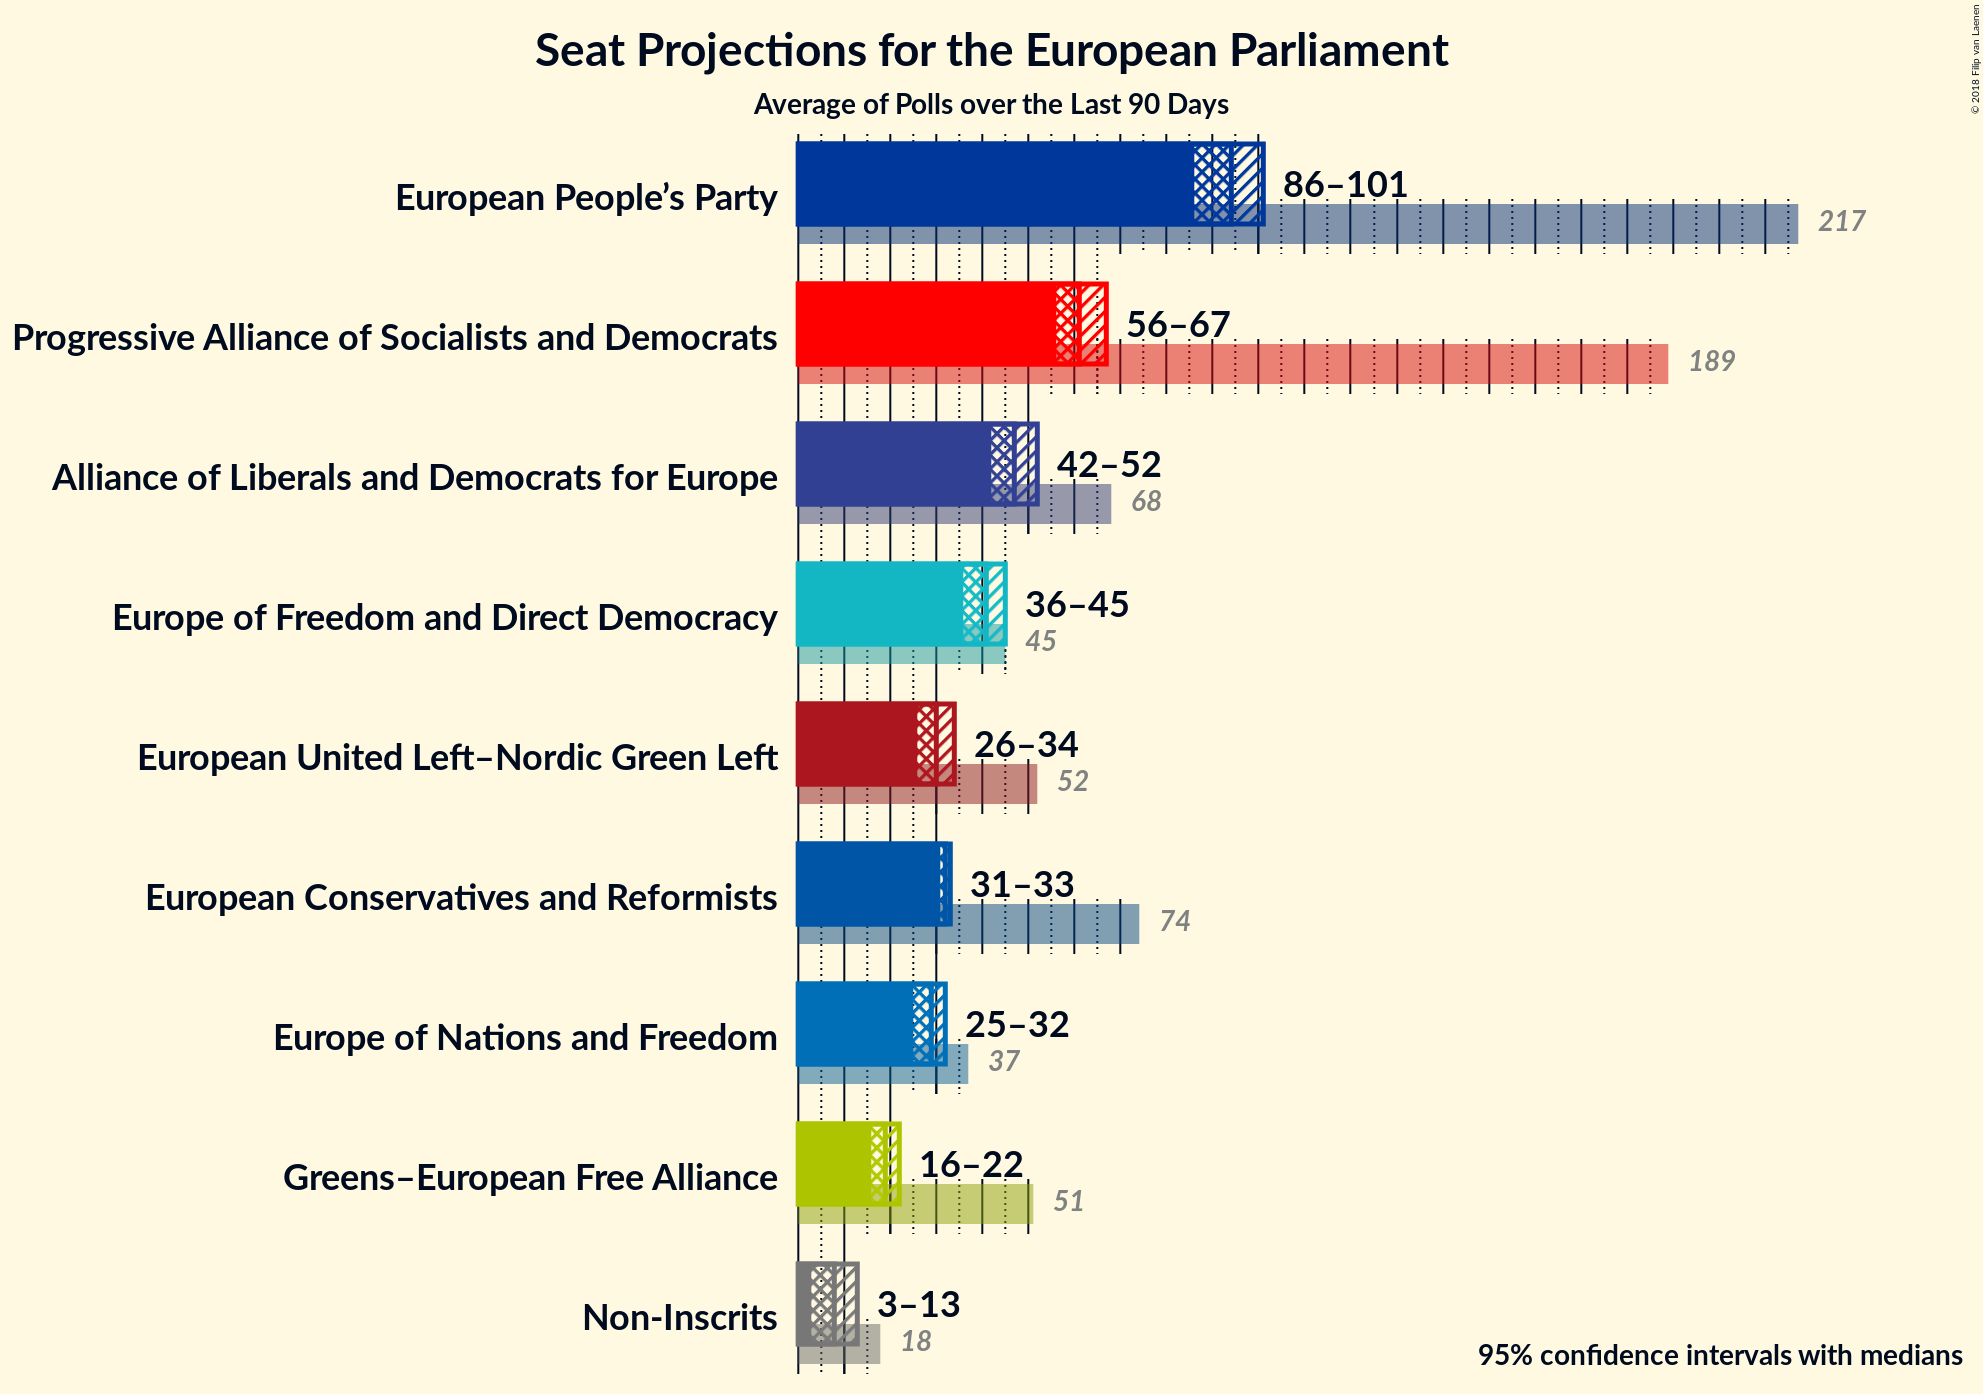 © 2018 Filip van Laenen
Seat Projections for the European Parliament
Average of Polls over the Last 90 Days
European People’s Party
86–101
217
Progressive Alliance of Socialists and Democrats
56–67
189
Alliance of Liberals and Democrats for Europe
42–52
68
Europe of Freedom and Direct Democracy
36–45
45
European United Left–Nordic Green Left
26–34
52
European Conservatives and Reformists
31–33
74
Europe of Nations and Freedom
25–32
37
Greens–European Free Alliance
16–22
51
Non-Inscrits
3–13
18
95% confidence intervals with medians